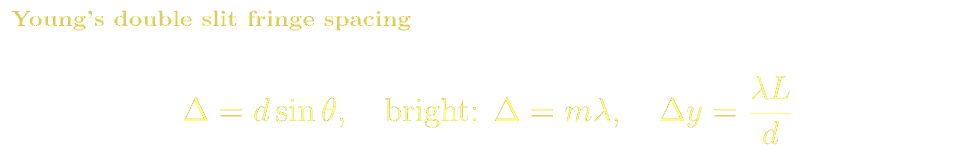 Young's double slit fringe spacing
Δ = d sin θ, bright: Δ = mλ, Δy = λL/d